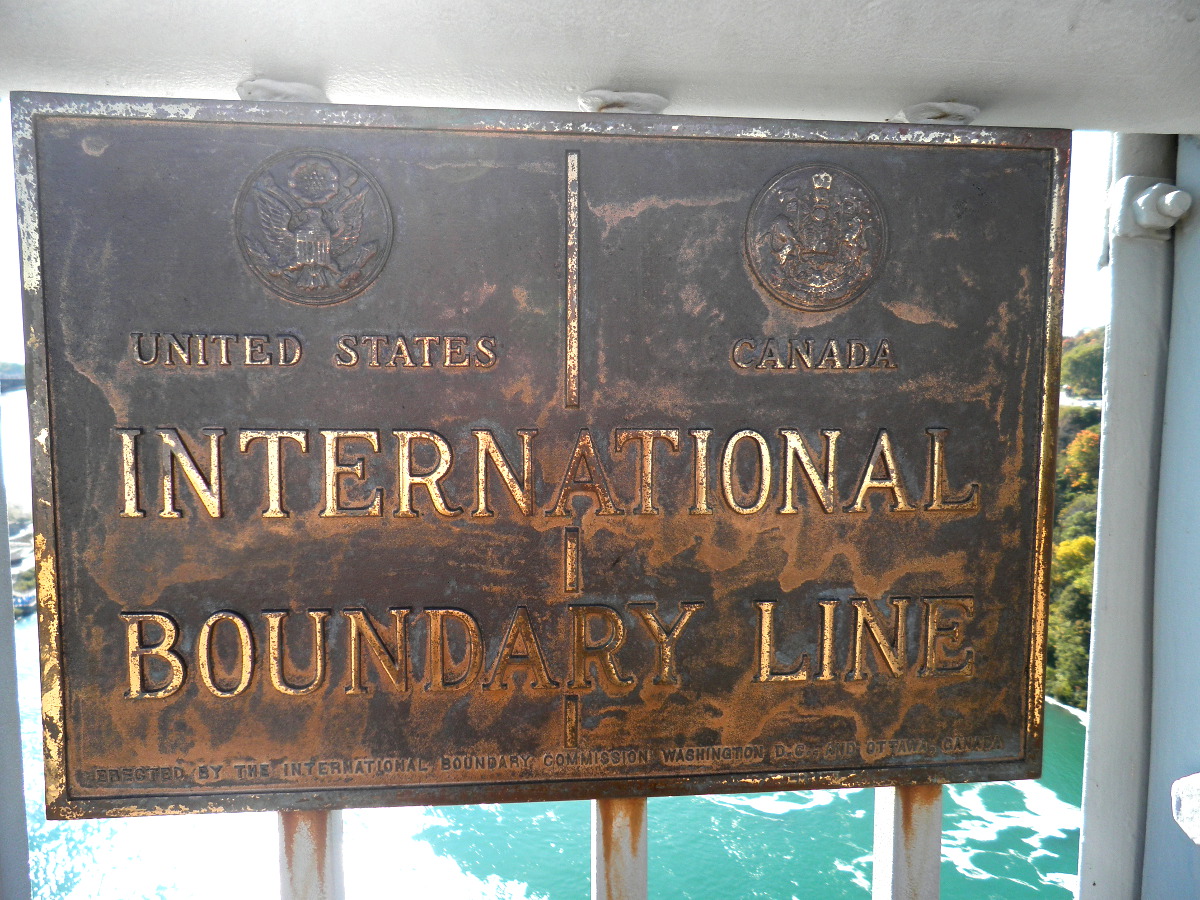 UNITED STATES CANADA
INTERNATIONAL
BOUNDARY LINE
ERECTED BY THE INTERNATIONAL BOUNDARY COMMISSION WASHINGTON D.C. AND OTTAWA, CANADA